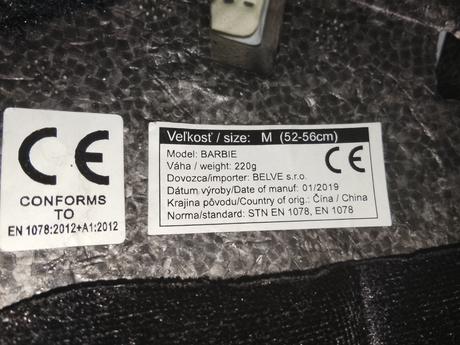 CE
CONFORMS
TO
EN 1078:2012+A1:2012
Veľkosť / size: M (52-56cm)
Model: BARBIE
Váha / weight: 220g
Dovozca/importer: BELVE s.r.o.
Dátum výroby/Date of manuf: 01/2019
Krajina pôvodu/Country of orig.: Čína / China
Norma/standard: STN EN 1078, EN 1078
CE